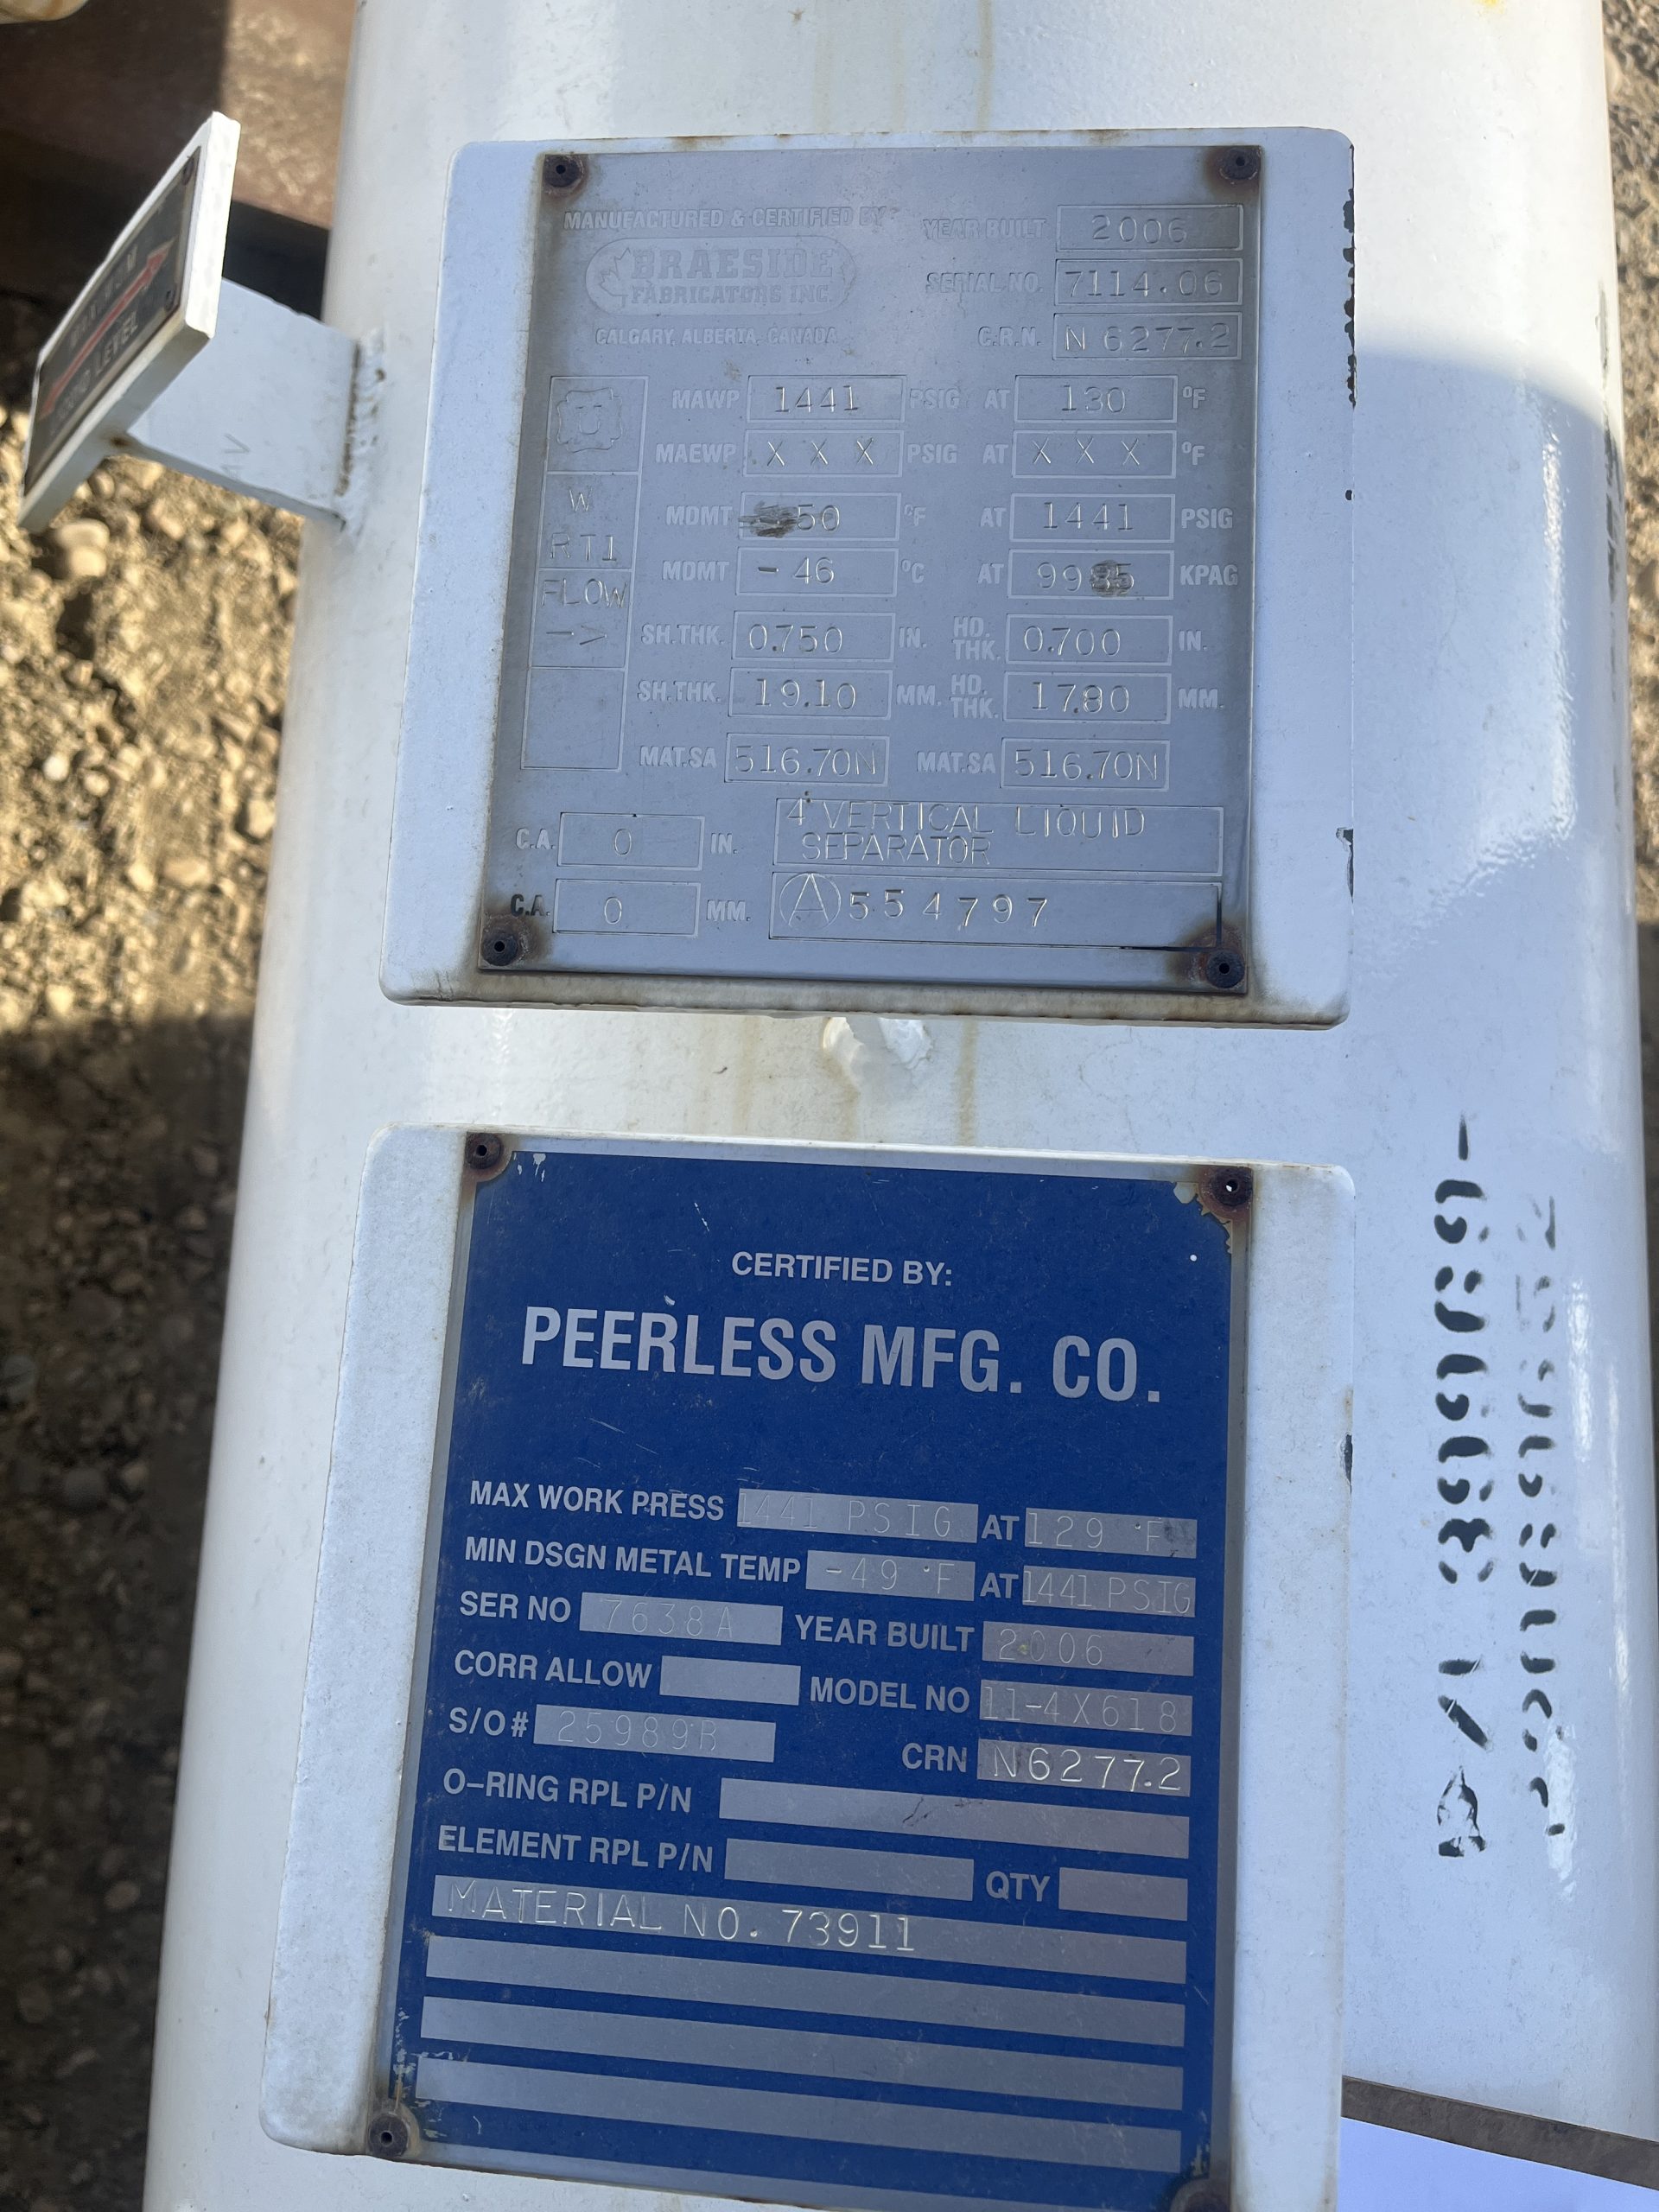 MANUFACTURED & CERTIFIED BY
BRAESIDE
FABRICATORS INC.
CALGARY, ALBERTA, CANADA
YEAR BUILT 2006
SERIAL NO. 7114.06
C.R.N. N 6277.2
U
W
RT1
FLOW
->
MAWP 1441 PSIG AT 130 °F
MAEWP X X X PSIG AT X X X °F
MDMT 50 °F AT 1441 PSIG
MDMT -46 °C AT 9935 KPAG
SH.THK. 0.750 IN. HD. THK. 0.700 IN.
SH.THK. 19.10 MM. HD. THK. 17.80 MM.
MAT.SA 516.70N MAT.SA 516.70N
C.A. 0 IN. 4" VERTICAL LIQUID
SEPARATOR
C.A. 0 MM. A 554797
LEVEL
CERTIFIED BY:
PEERLESS MFG. CO.
MAX WORK PRESS 1441 PSIG AT 129 °F
MIN DSGN METAL TEMP -49 °F AT 1441 PSIG
SER NO 7638A YEAR BUILT 2006
CORR ALLOW MODEL NO 11-4X618
S/O# 25989B CRN N6277.2
O-RING RPL P/N
ELEMENT RPL P/N QTY
MATERIAL NO. 73911